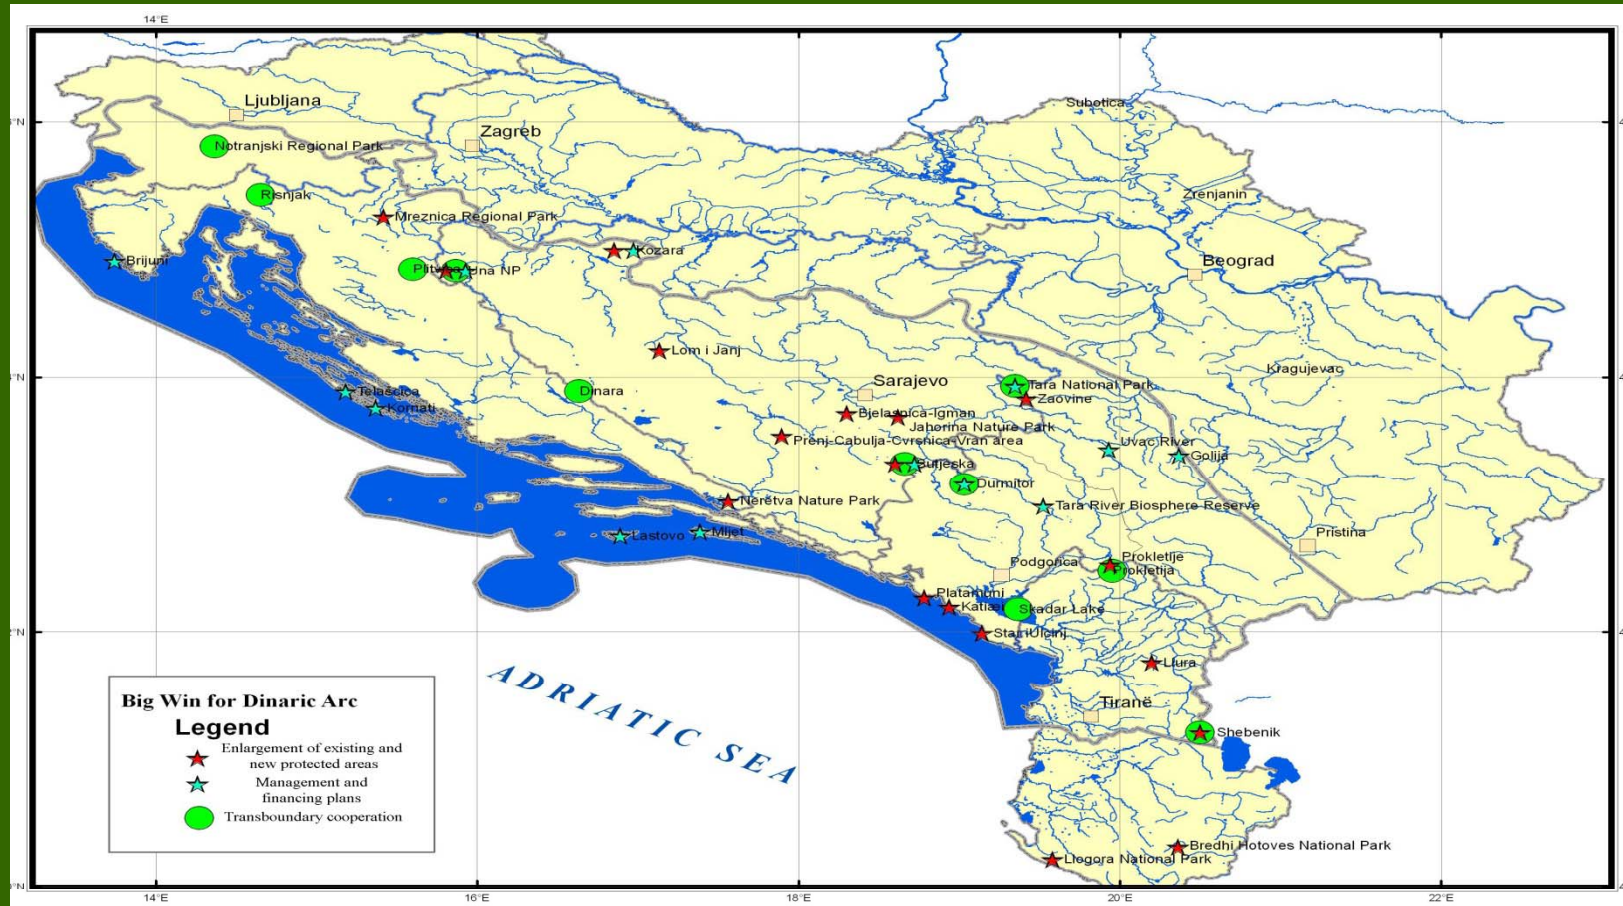 14°E
Ljubljana
Subotica
Zagreb
Notranjski Regional Park
Risnjak
Zrenjanin
Mreznica Regional Park
Kozara
Brijuni
Beograd
Una NP
Lom i Janj
Kragujevac
Sarajevo
Tara National Park
Dinara
Telašcica
Zaovine
Kornati
Bjelasnica-Igman
Jahorina Nature Park
Prenj-Cabulja-Cvrsnica-Vran area
Uvac River
Golija
Sutjeska
Durmitor
Neretva Nature Park
Tara River Biosphere Reserve
Lastovo
Mljet
Pristina
Podgorica
Prokletije
Prokletija
Platamuni
Skadar Lake
Llura
Tiranë
Shebenik
ADRIATIC SEA
Big Win for Dinaric Arc
Legend
Enlargement of existing and
new protected areas
Management and
financing plans
Transboundary cooperation
Bredhi Hotoves National Park
Llogora National Park
14°E 16°E 18°E 20°E 22°E